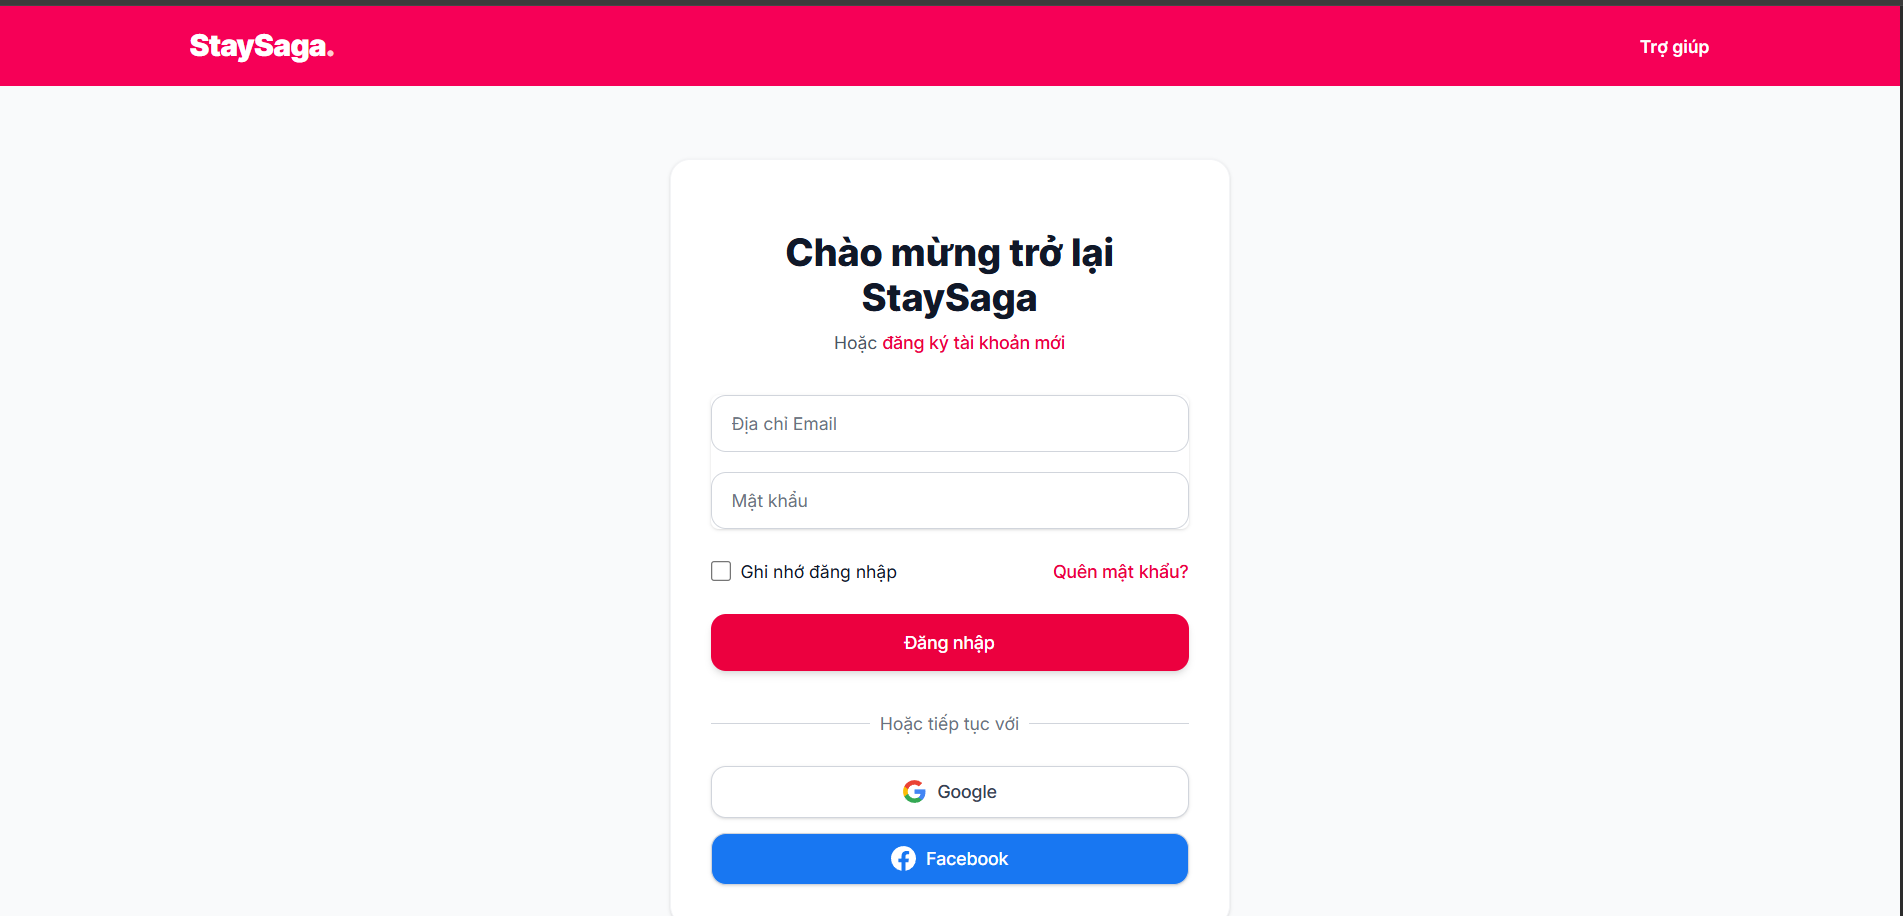 StaySaga.
Trợ giúp
Chào mừng trở lại
StaySaga
Hoặc đăng ký tài khoản mới
Địa chỉ Email
Mật khẩu
Ghi nhớ đăng nhập
Quên mật khẩu?
Đăng nhập
Hoặc tiếp tục với
Google
Facebook